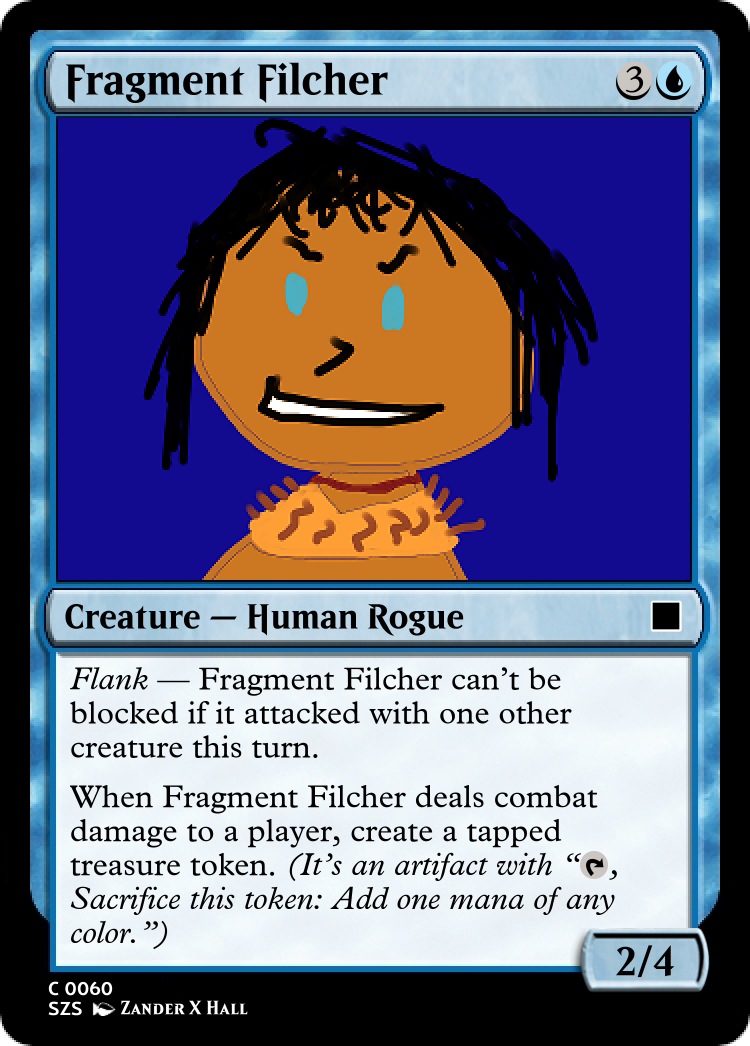 Fragment Filcher 3
Creature — Human Rogue
Flank — Fragment Filcher can’t be
blocked if it attacked with one other
creature this turn.
When Fragment Filcher deals combat
damage to a player, create a tapped
treasure token. (It’s an artifact with “,
Sacrifice this token: Add one mana of any
color.”)
2/4
C 0060
SZS Zander X Hall